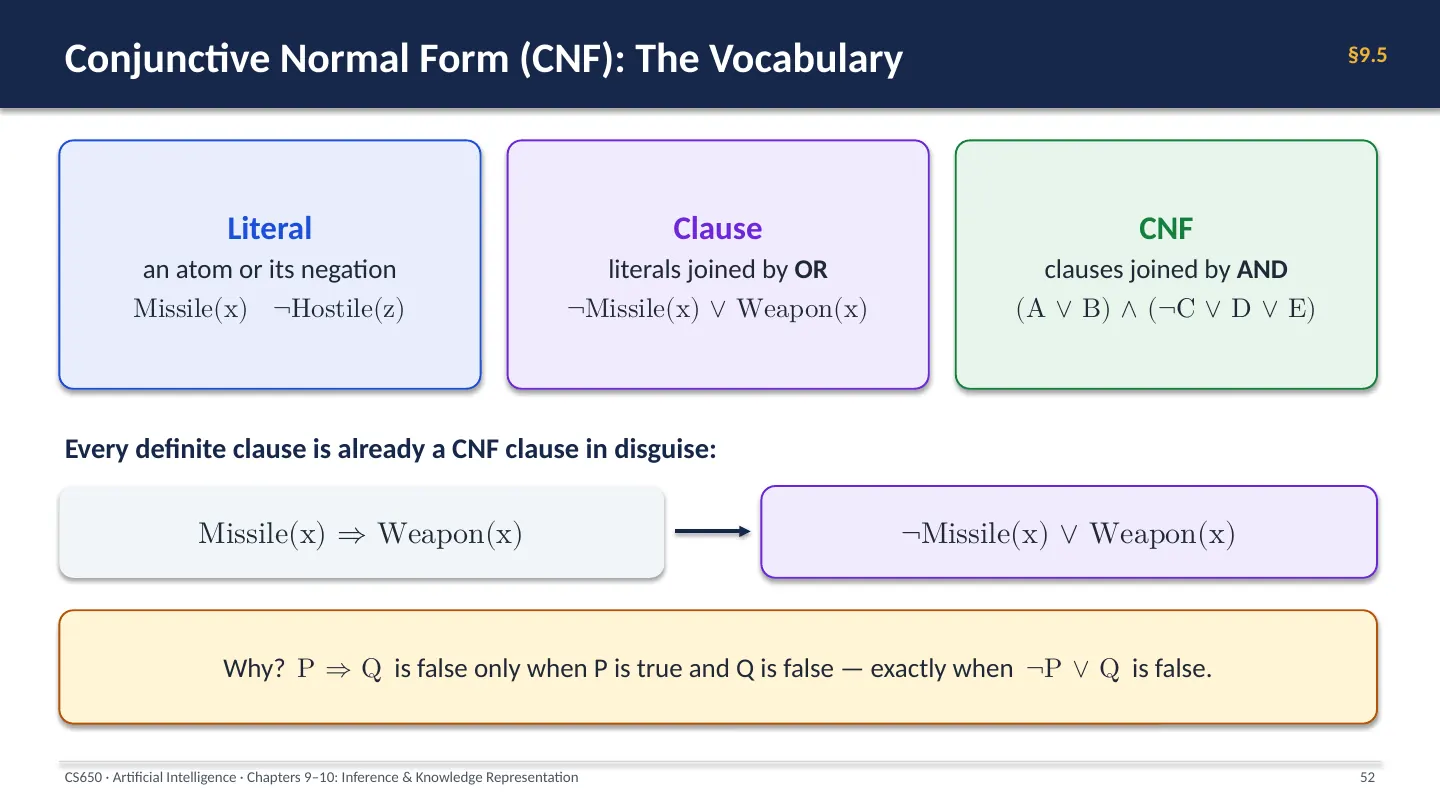 Conjunctive Normal Form (CNF): The Vocabulary
§9.5
Literal
an atom or its negation
Missile(x) ¬Hostile(z)
Clause
literals joined by OR
¬Missile(x) ∨ Weapon(x)
CNF
clauses joined by AND
(A ∨ B) ∧ (¬C ∨ D ∨ E)
Every definite clause is already a CNF clause in disguise:
Missile(x) ⇒ Weapon(x)
¬Missile(x) ∨ Weapon(x)
Why? P ⇒ Q is false only when P is true and Q is false — exactly when ¬P ∨ Q is false.
CS650 · Artificial Intelligence · Chapters 9–10: Inference & Knowledge Representation
52